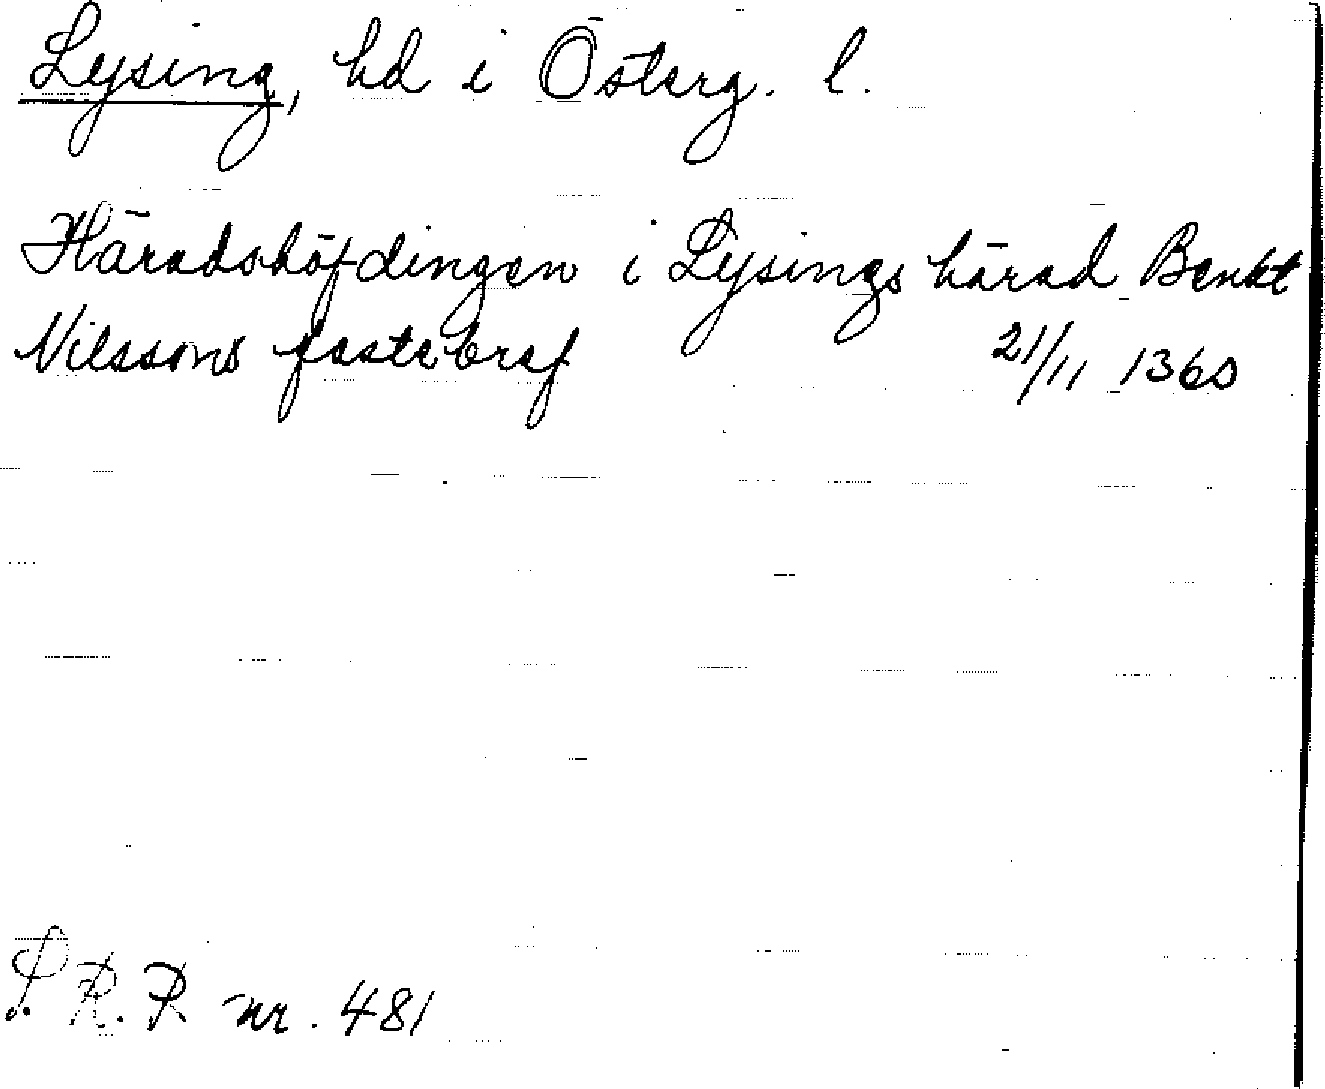 Lysing, hd i Österg. l.
Häradshöfdingen i Lysings härad Benkt
Nilssons fastebref 21/11 1360
S. R. P. nr. 481